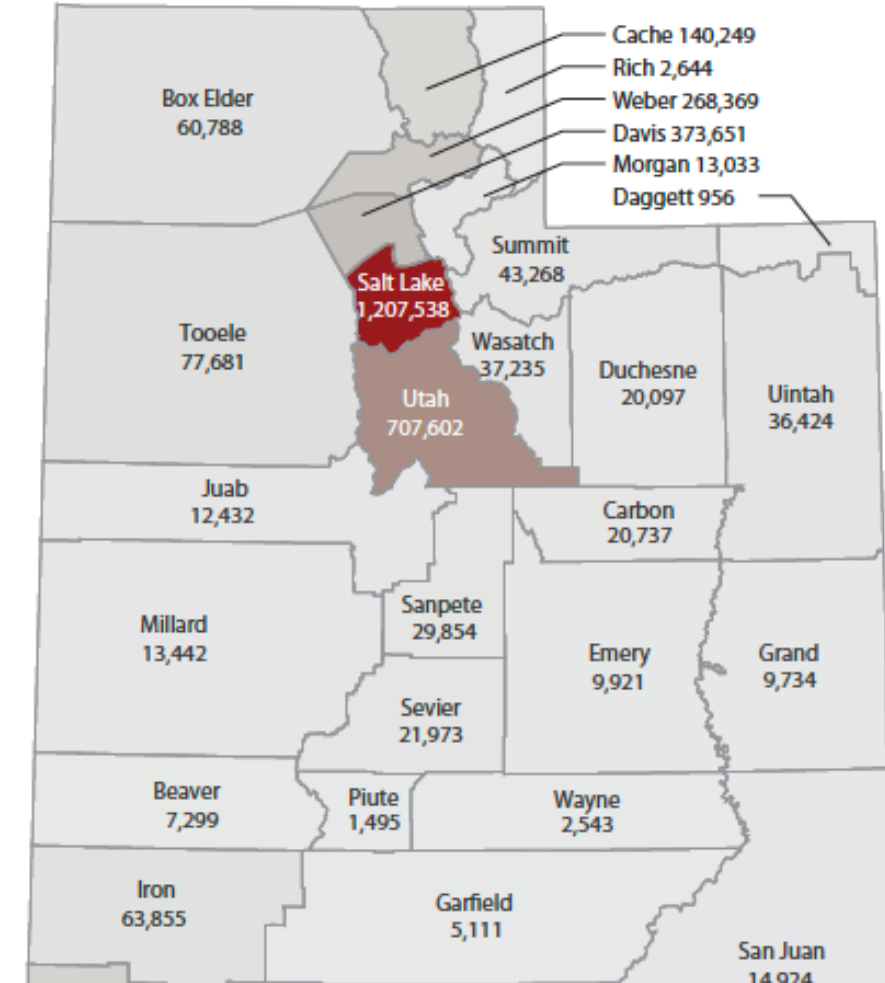 Cache 140,249
Rich 2,644
Weber 268,369
Davis 373,651
Morgan 13,033
Daggett 956
Box Elder
60,788
Summit
43,268
Salt Lake
1,207,538
Tooele
77,681
Wasatch
37,235
Duchesne
20,097
Uintah
36,424
Utah
707,602
Juab
12,432
Carbon
20,737
Sanpete
29,854
Millard
13,442
Emery
9,921
Grand
9,734
Sevier
21,973
Beaver
7,299
Piute
1,495
Wayne
2,543
Iron
63,855
Garfield
5,111
San Juan
14,924